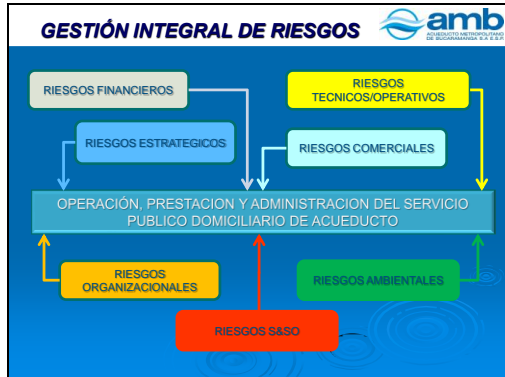 GESTIÓN INTEGRAL DE RIESGOS
amb
ACUEDUCTO METROPOLITANO
DE BUCARAMANGA S.A E.S.P.
RIESGOS FINANCIEROS
RIESGOS
TECNICOS/OPERATIVOS
RIESGOS ESTRATEGICOS
RIESGOS COMERCIALES
OPERACIÓN, PRESTACION Y ADMINISTRACION DEL SERVICIO
PUBLICO DOMICILIARIO DE ACUEDUCTO
RIESGOS
ORGANIZACIONALES
RIESGOS AMBIENTALES
RIESGOS S&SO